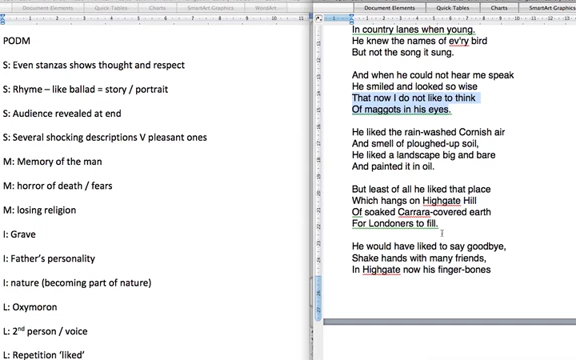 Document Elements Quick Tables Charts SmartArt Graphics WordArt
PODM
S: Even stanzas shows thought and respect
S: Rhyme – like ballad = story / portrait
S: Audience revealed at end
S: Several shocking descriptions V pleasant ones
M: Memory of the man
M: horror of death / fears
M: losing religion
I: Grave
I: Father's personality
I: nature (becoming part of nature)
L: Oxymoron
L: 2nd person / voice
L: Repetition 'liked'
Document Elements Quick Tables Charts SmartArt Graphics
In country lanes when young.
He knew the names of ev'ry bird
But not the song it sung.
And when he could not hear me speak
He smiled and looked so wise
That now I do not like to think
Of maggots in his eyes.
He liked the rain-washed Cornish air
And smell of ploughed-up soil,
He liked a landscape big and bare
And painted it in oil.
But least of all he liked that place
Which hangs on Highgate Hill
Of soaked Carrara-covered earth
For Londoners to fill.
He would have liked to say goodbye,
Shake hands with many friends,
In Highgate now his finger-bones